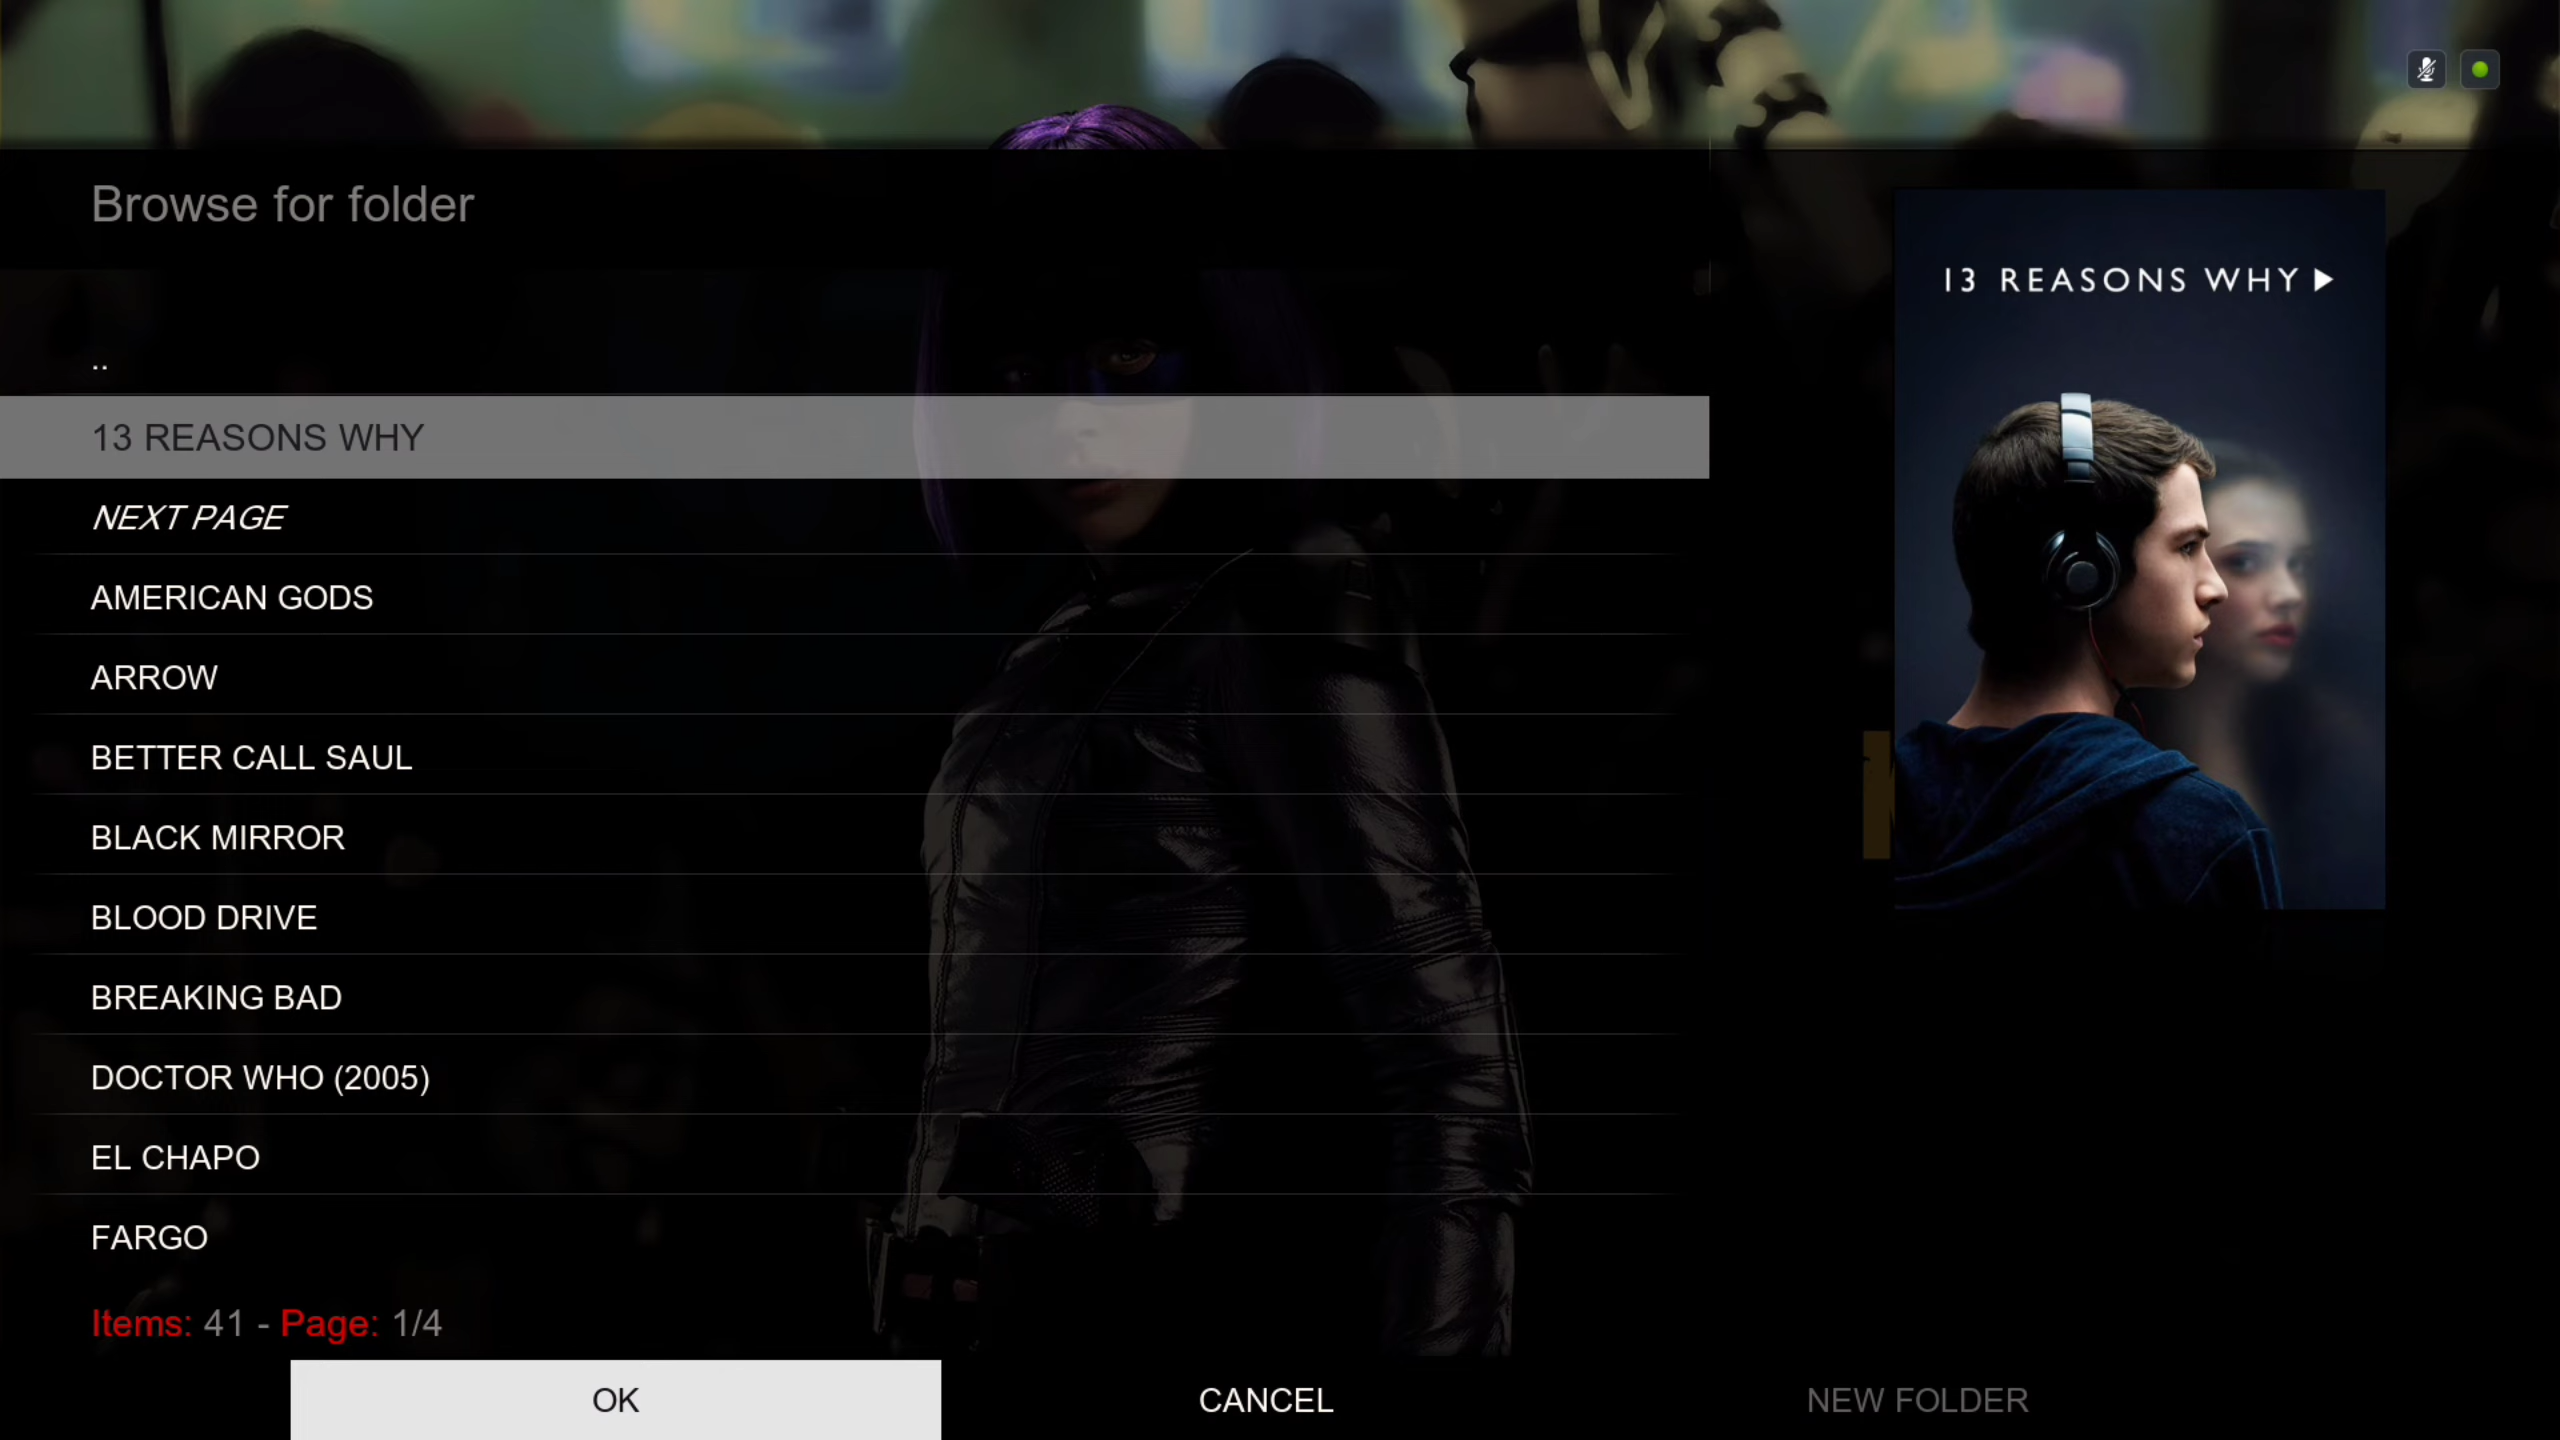 Browse for folder
13 REASONS WHY
..
13 REASONS WHY
NEXT PAGE
AMERICAN GODS
ARROW
BETTER CALL SAUL
BLACK MIRROR
BLOOD DRIVE
BREAKING BAD
DOCTOR WHO (2005)
EL CHAPO
FARGO
Items: 41 - Page: 1/4
OK
CANCEL
NEW FOLDER